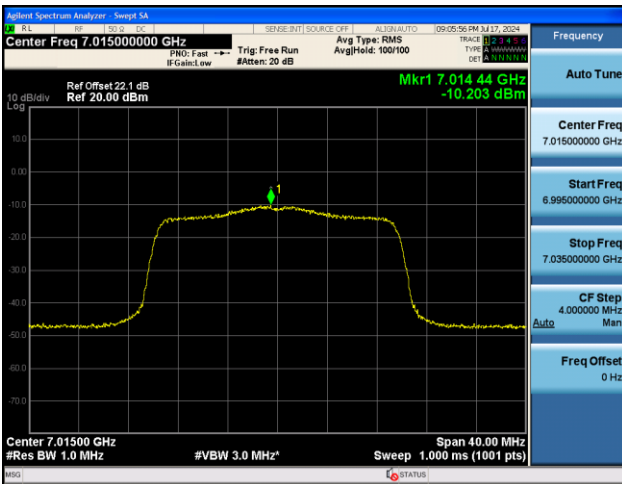 Agilent Spectrum Analyzer - Swept SA
RL RF 50 Ω DC SENSE:INT SOURCE OFF ALIGN AUTO 09:05:56 PM Jul 17, 2024
Center Freq 7.015000000 GHz
PNO: Fast
IFGain:Low
Trig: Free Run
#Atten: 20 dB
Avg Type: RMS
Avg|Hold: 100/100
TRACE 1 2 3 4 5 6
TYPE A WWWWW
DET A N N N N N
Ref Offset 22.1 dB
Ref 20.00 dBm
10 dB/div
Log
Mkr1 7.014 44 GHz
-10.203 dBm
10.0
0.00
-10.0
-20.0
-30.0
-40.0
-50.0
-60.0
-70.0
1
Center 7.01500 GHz
#Res BW 1.0 MHz
#VBW 3.0 MHz*
Span 40.00 MHz
Sweep 1.000 ms (1001 pts)
MSG
STATUS
Frequency
Auto Tune
Center Freq
7.015000000 GHz
Start Freq
6.995000000 GHz
Stop Freq
7.035000000 GHz
CF Step
4.000000 MHz
Auto Man
Freq Offset
0 Hz